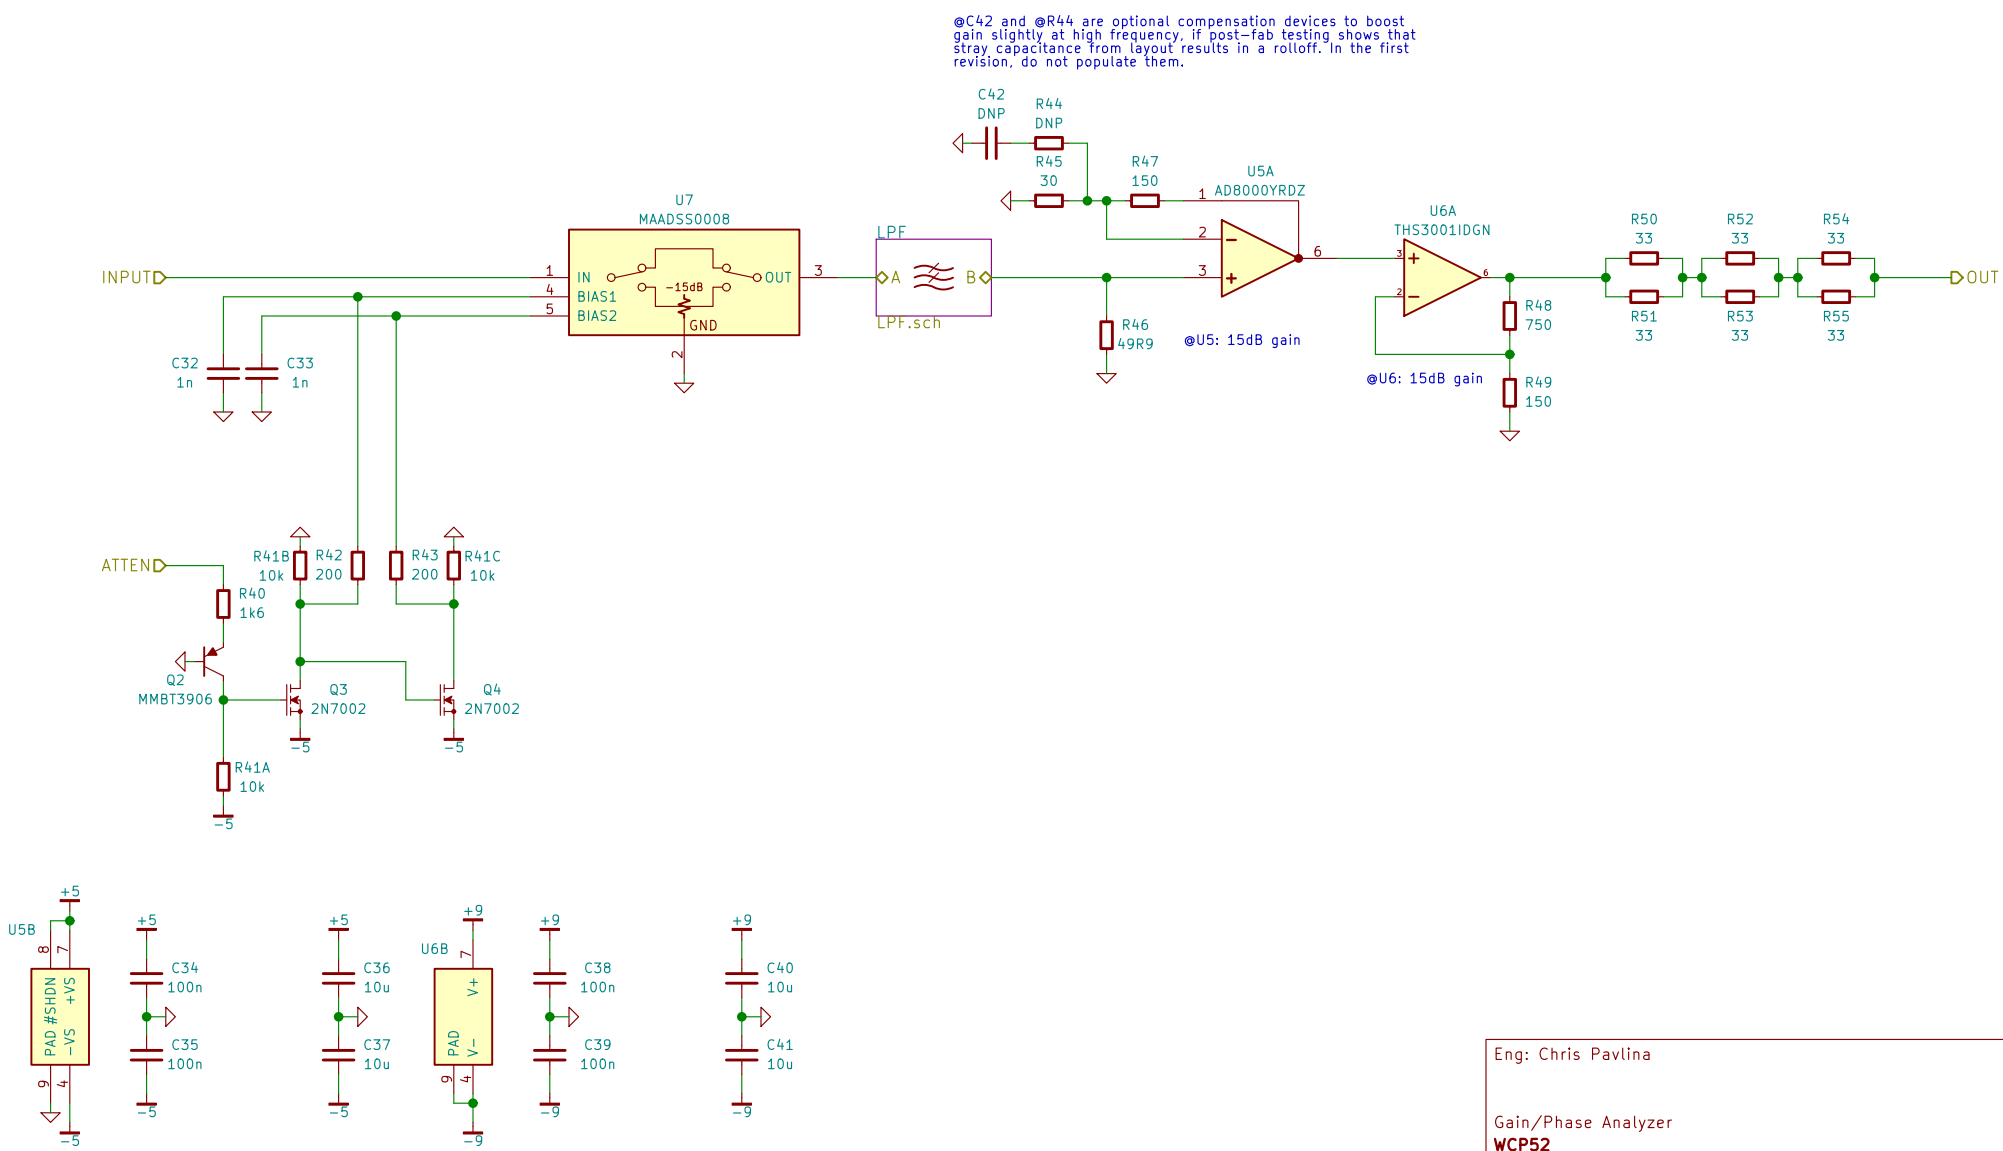 @C42 and @R44 are optional compensation devices to boost
gain slightly at high frequency, if post-fab testing shows that
stray capacitance from layout results in a rolloff. In the first
revision, do not populate them.
C42
DNP
R44
DNP
R45
30
R47
150
U5A
AD8000YRDZ
1
2
3
6
@U5: 15dB gain
U7
MAADSS0008
INPUT
1
4
5
IN
BIAS1
BIAS2
-15dB
GND
OUT
3
2
LPF
A
B
LPF.sch
R46
49R9
U6A
THS3001IDGN
3
2
6
@U6: 15dB gain
R48
750
R49
150
R50
33
R51
33
R52
33
R53
33
R54
33
R55
33
OUT
C32
1n
C33
1n
ATTEN
R40
1k6
R41B
10k
R42
200
R43
200
R41C
10k
Q2
MMBT3906
Q3
2N7002
-5
Q4
2N7002
-5
R41A
10k
-5
U5B
+5
8
7
#SHDN
+VS
PAD
-VS
9
4
-5
+5
C34
100n
C35
100n
-5
+5
C36
10u
C37
10u
-5
U6B
+9
7
V+
PAD
V-
9
4
-9
+9
C38
100n
C39
100n
-9
+9
C40
10u
C41
10u
-9
Eng: Chris Pavlina
Gain/Phase Analyzer
WCP52